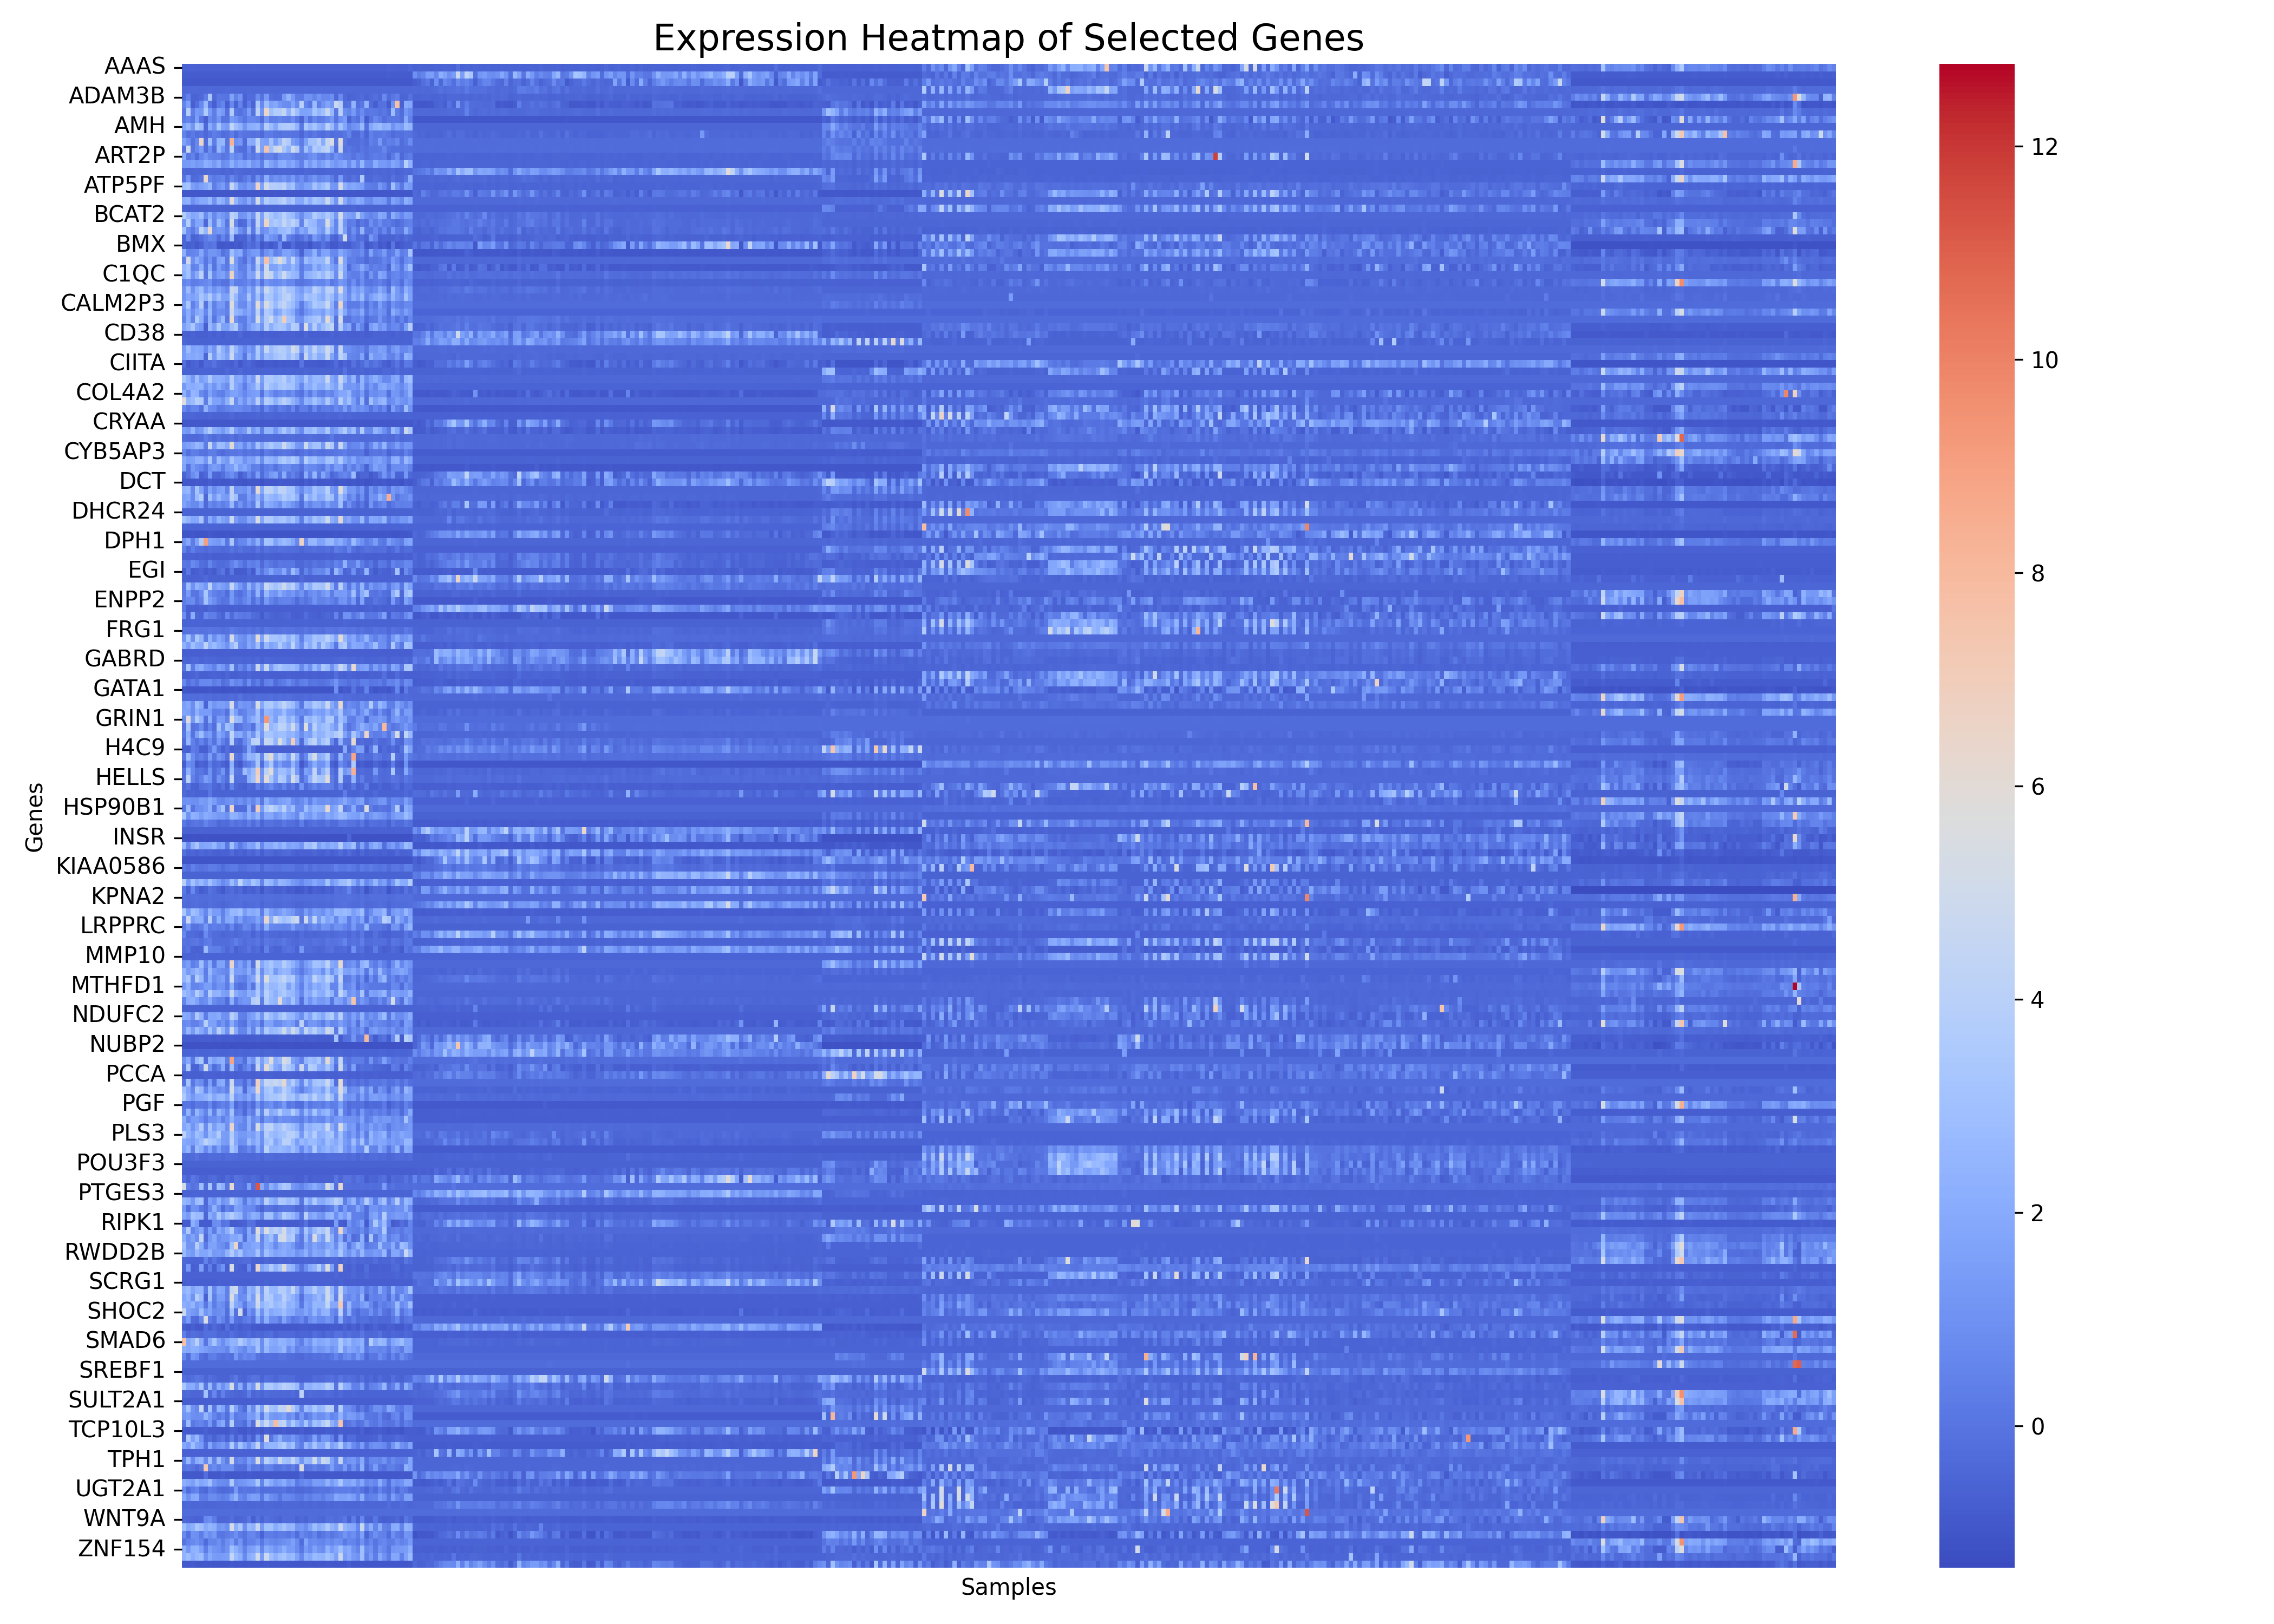 Expression Heatmap of Selected Genes
AAAS
ADAM3B
AMH
ART2P
ATP5PF
BCAT2
BMX
C1QC
CALM2P3
CD38
CIITA
COL4A2
CRYAA
CYB5AP3
DCT
DHCR24
DPH1
EGI
ENPP2
FRG1
GABRD
GATA1
GRIN1
H4C9
HELLS
HSP90B1
INSR
KIAA0586
KPNA2
LRPPRC
MMP10
MTHFD1
NDUFC2
NUBP2
PCCA
PGF
PLS3
POU3F3
PTGES3
RIPK1
RWDD2B
SCRG1
SHOC2
SMAD6
SREBF1
SULT2A1
TCP10L3
TPH1
UGT2A1
WNT9A
ZNF154
Genes
Samples
12
10
8
6
4
2
0